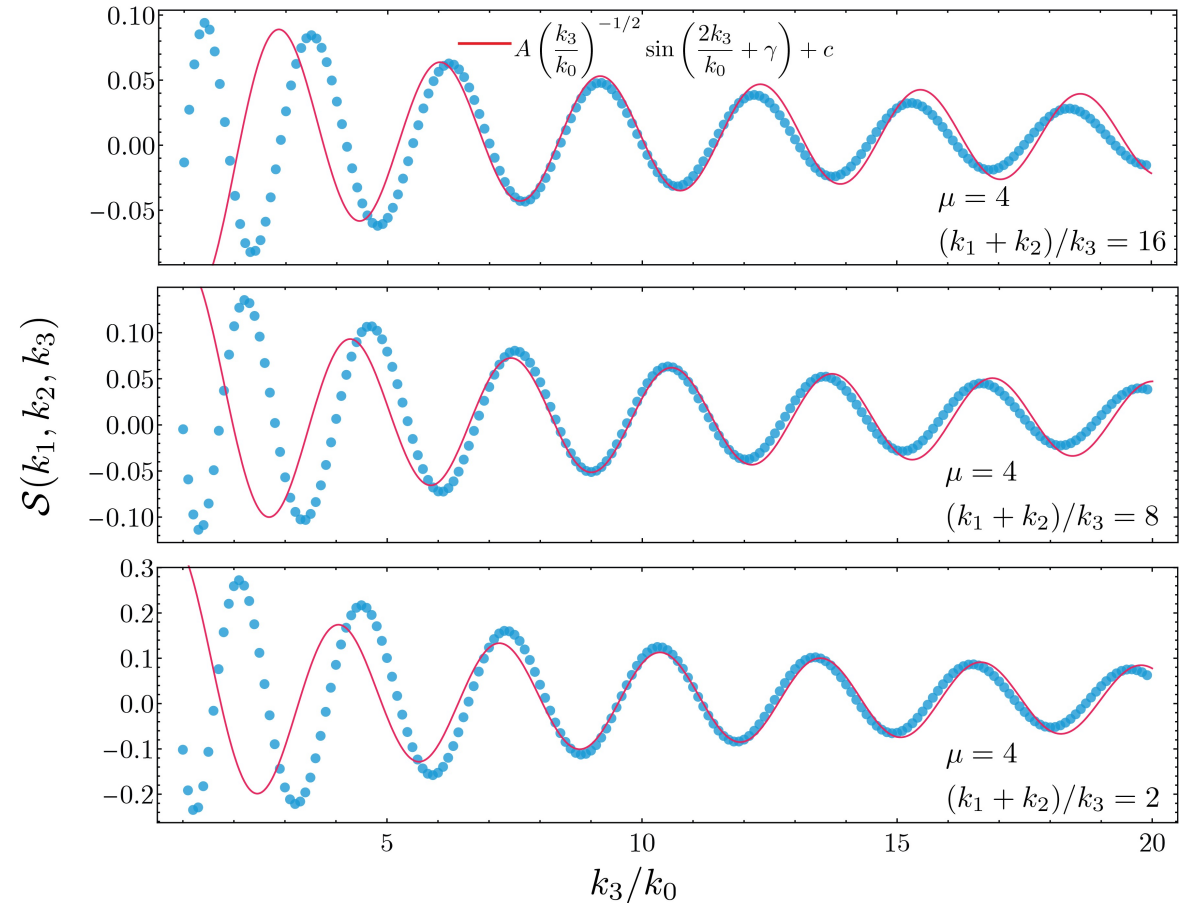 0.10
0.05
0.00
−0.05
A (k₃/k₀)^{−1/2} sin (2k₃/k₀ + γ) + c
μ = 4
(k₁ + k₂)/k₃ = 16
0.10
0.05
0.00
−0.05
−0.10
μ = 4
(k₁ + k₂)/k₃ = 8
𝒮(k₁, k₂, k₃)
0.3
0.2
0.1
0.0
−0.1
−0.2
μ = 4
(k₁ + k₂)/k₃ = 2
5 10 15 20
k₃/k₀